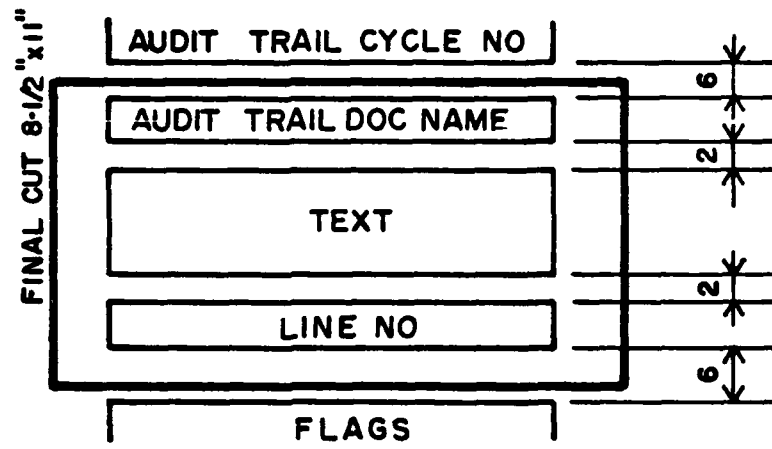 FINAL CUT 8-1/2"x11"
AUDIT TRAIL CYCLE NO
6
AUDIT TRAIL DOC NAME
2
TEXT
2
LINE NO
6
FLAGS